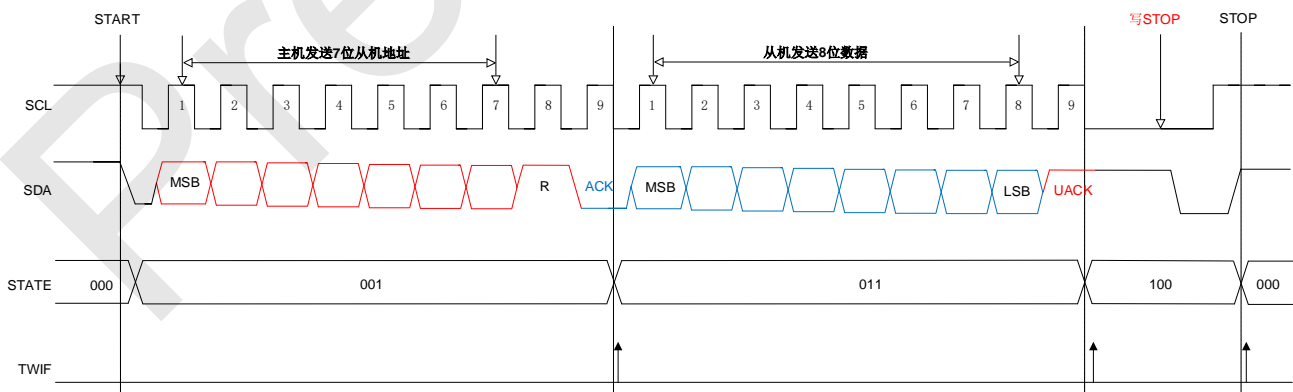 START
写STOP
STOP
主机发送7位从机地址
从机发送8位数据
SCL
1 2 3 4 5 6 7 8 9 1 2 3 4 5 6 7 8 9
SDA
MSB R ACK MSB LSB UACK
STATE
000 001 011 100 000
TWIF
Pre